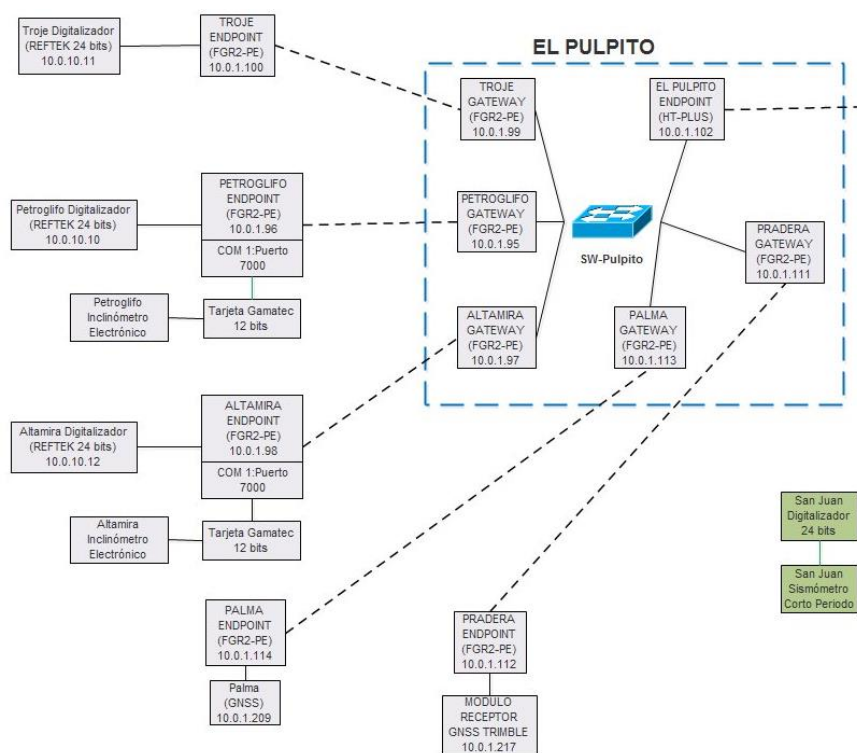 Troje Digitalizador
(REFTEK 24 bits)
10.0.10.11
TROJE
ENDPOINT
(FGR2-PE)
10.0.1.100
EL PULPITO
TROJE
GATEWAY
(FGR2-PE)
10.0.1.99
EL PULPITO
ENDPOINT
(HT-PLUS)
10.0.1.102
Petroglifo Digitalizador
(REFTEK 24 bits)
10.0.10.10
PETROGLIFO
ENDPOINT
(FGR2-PE)
10.0.1.96
COM 1:Puerto
7000
PETROGLIFO
GATEWAY
(FGR2-PE)
10.0.1.95
SW-Pulpito
PRADERA
GATEWAY
(FGR2-PE)
10.0.1.111
Petroglifo
Inclinómetro
Electrónico
Tarjeta Gamatec
12 bits
ALTAMIRA
GATEWAY
(FGR2-PE)
10.0.1.97
PALMA
GATEWAY
(FGR2-PE)
10.0.1.113
Altamira Digitalizador
(REFTEK 24 bits)
10.0.10.12
ALTAMIRA
ENDPOINT
(FGR2-PE)
10.0.1.98
COM 1:Puerto
7000
Altamira
Inclinómetro
Electrónico
Tarjeta Gamatec
12 bits
San Juan
Digitalizador
24 bits
San Juan
Sismómetro
Corto Periodo
PALMA
ENDPOINT
(FGR2-PE)
10.0.1.114
Palma
(GNSS)
10.0.1.209
PRADERA
ENDPOINT
(FGR2-PE)
10.0.1.112
MODULO
RECEPTOR
GNSS TRIMBLE
10.0.1.217